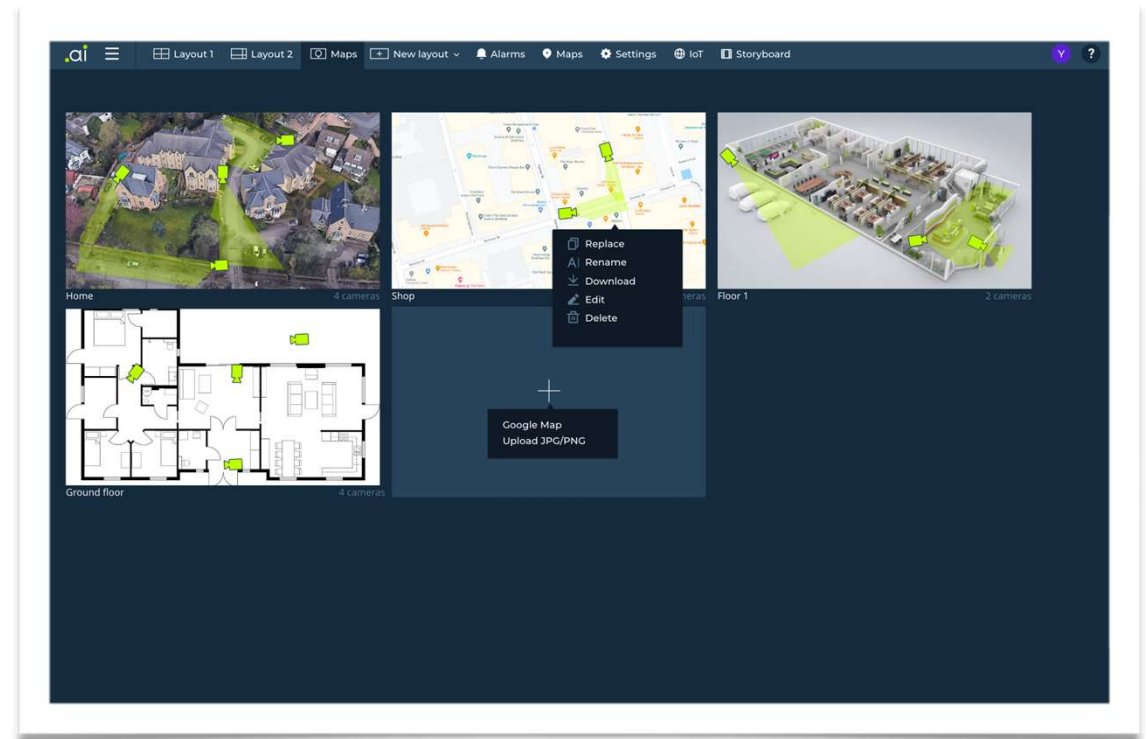 .ai
Layout 1
Layout 2
Maps
New layout
Alarms
Maps
Settings
IoT
Storyboard
Y
?
Home
4 cameras
Shop
Replace
Rename
Download
Edit
Delete
Floor 1
2 cameras
Ground floor
4 cameras
Google Map
Upload JPG/PNG